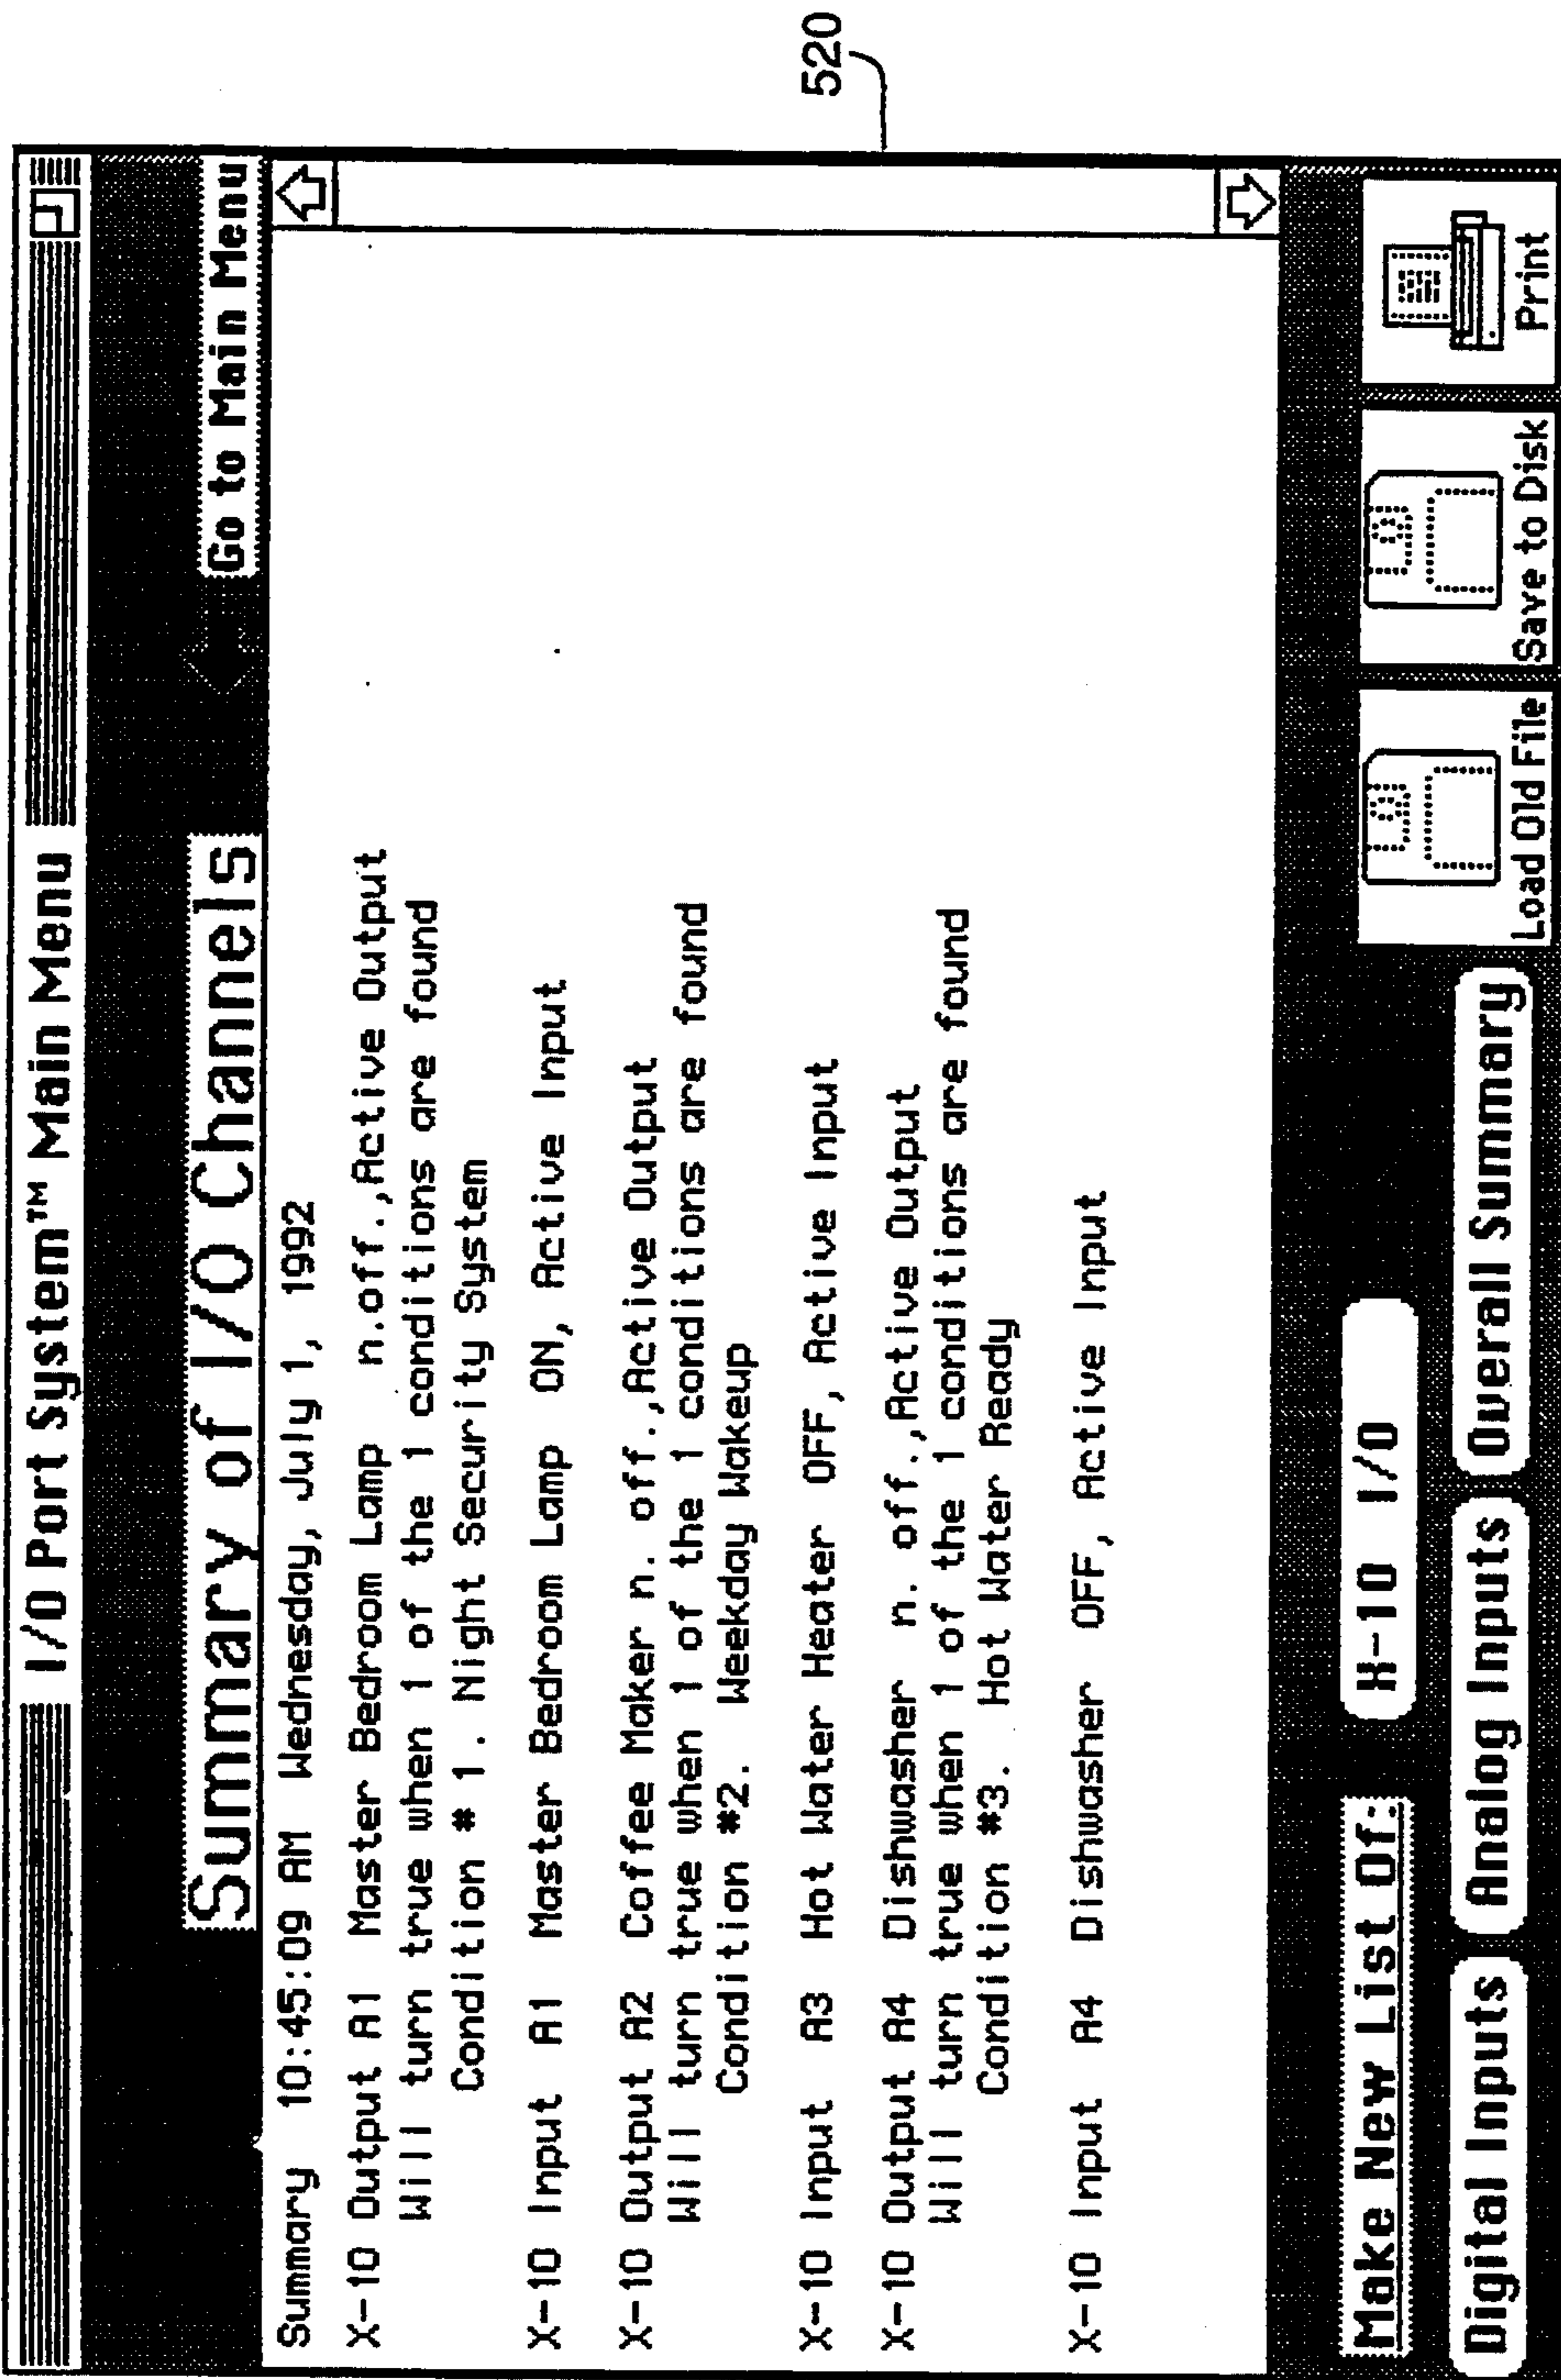 I/O Port System™ Main Menu
Summary of I/O Channels
Go to Main Menu
Summary 10:45:09 AM Wednesday, July 1, 1992
X-10 Output A1 Master Bedroom Lamp n.off.,Active Output
Will turn true when 1 of the 1 conditions are found
Condition # 1. Night Security System
X-10 Input A1 Master Bedroom Lamp ON, Active Input
X-10 Output A2 Coffee Maker n. off.,Active Output
Will turn true when 1 of the 1 conditions are found
Condition #2. Weekday Wakeup
X-10 Input A3 Hot Water Heater OFF, Active Input
X-10 Output A4 Dishwasher n. off.,Active Output
Will turn true when 1 of the 1 conditions are found
Condition #3. Hot Water Ready
X-10 Input A4 Dishwasher OFF, Active Input
Make New List Of:
X-10 I/O
Digital Inputs
Analog Inputs
Overall Summary
Load Old File
Save to Disk
Print
520